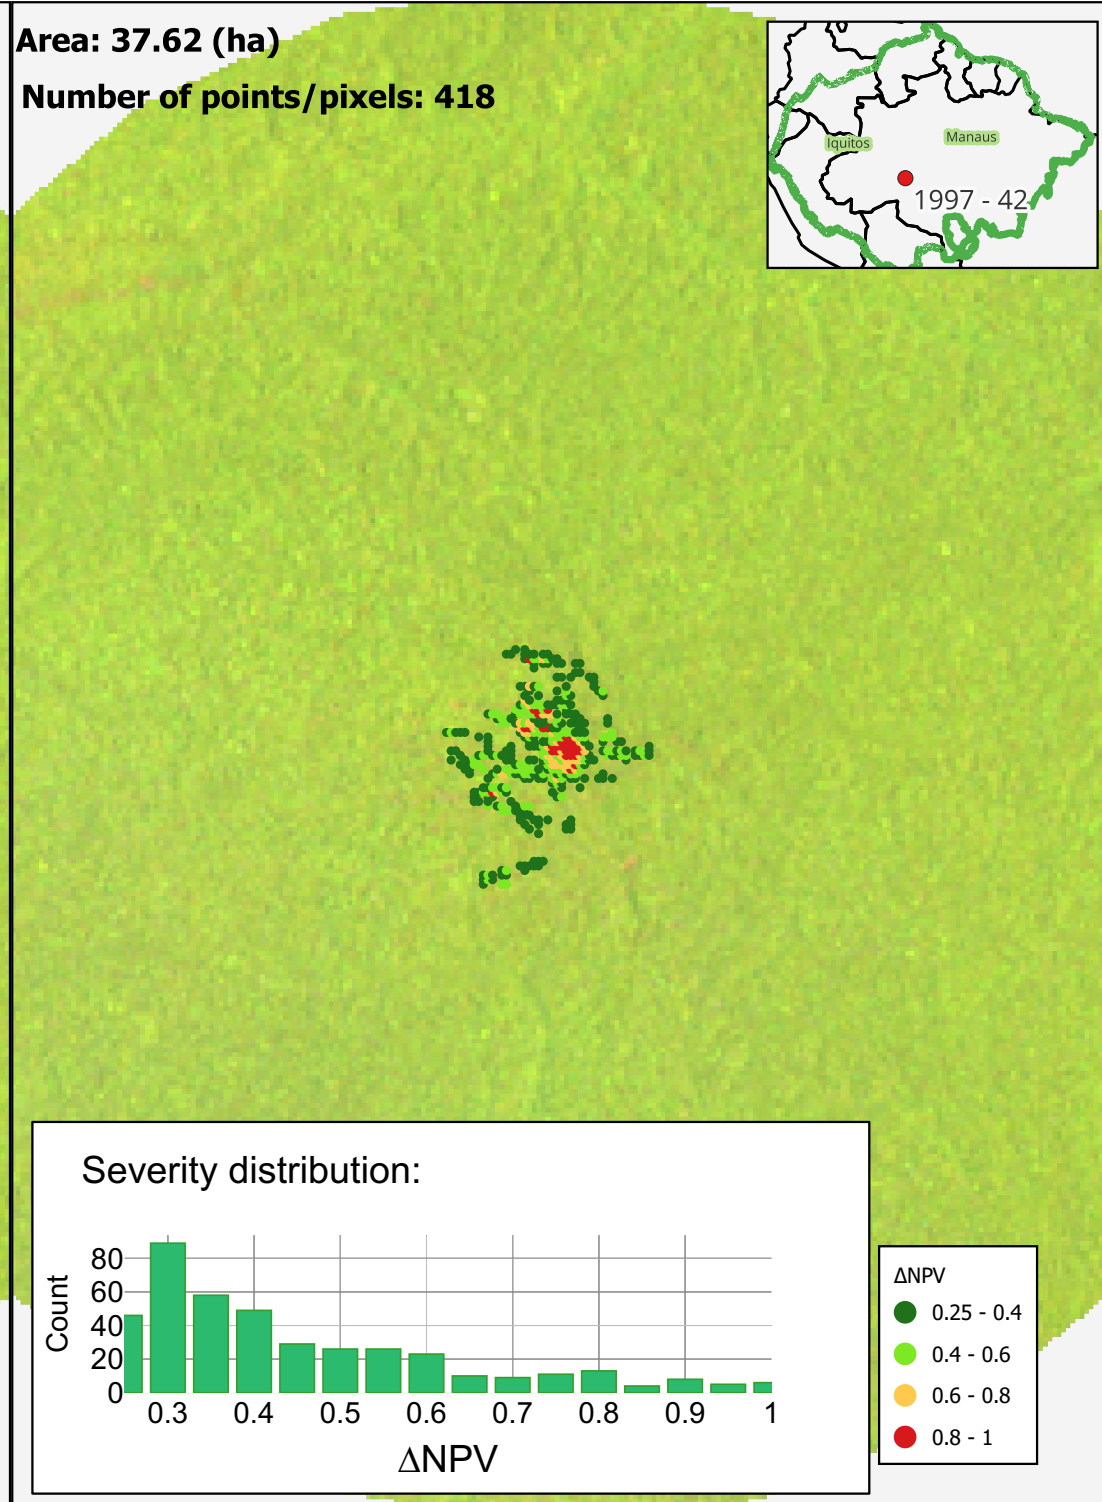 Area: 37.62 (ha)
Number of points/pixels: 418
Iquitos
Manaus
1997 - 42
Severity distribution:
Count
80
60
40
20
0
0.3 0.4 0.5 0.6 0.7 0.8 0.9 1
ΔNPV
ΔNPV
0.25 - 0.4
0.4 - 0.6
0.6 - 0.8
0.8 - 1